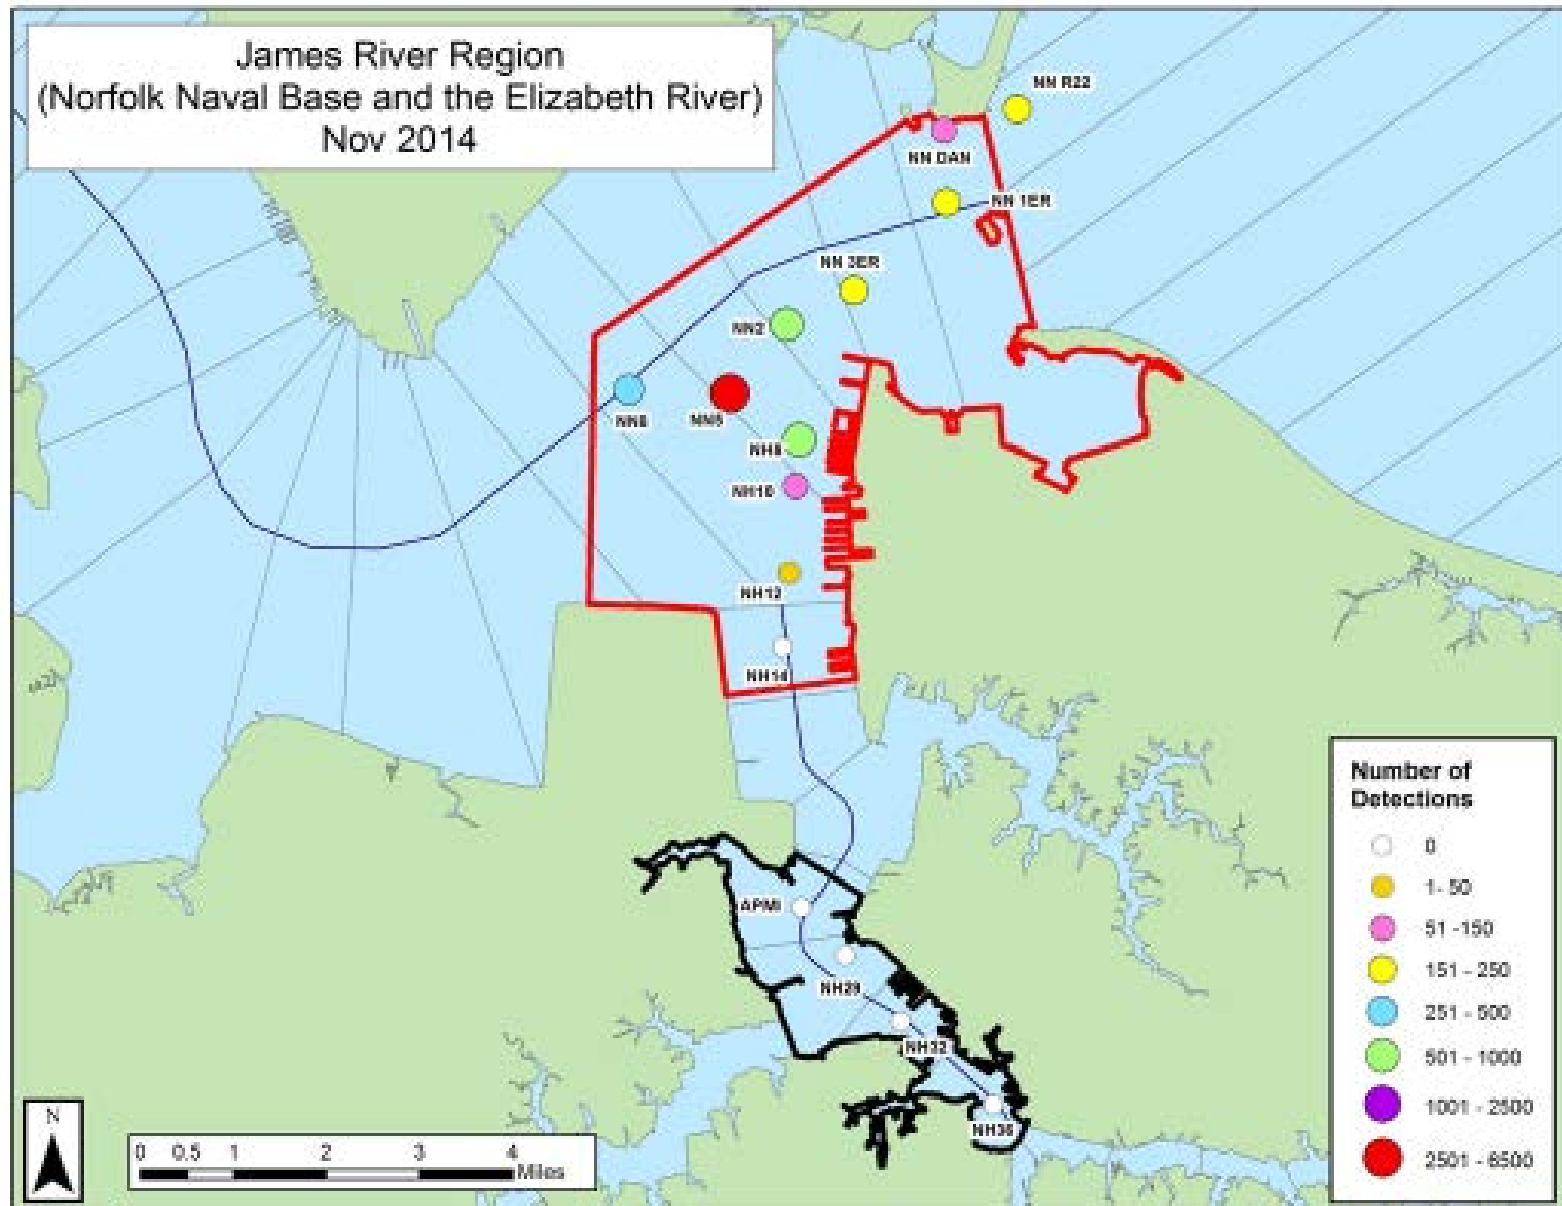 James River Region
(Norfolk Naval Base and the Elizabeth River)
Nov 2014
NN R22
NN DAN
NN 1ER
NN 3ER
NN2
NN5
NH8
NH10
NH12
NH14
APMI
NH29
NH32
Number of
Detections
0
1- 50
51 -150
151 - 250
251 - 500
501 - 1000
1001 - 2500
2501 - 6500
N
0 0.5 1 2 3 4
Miles